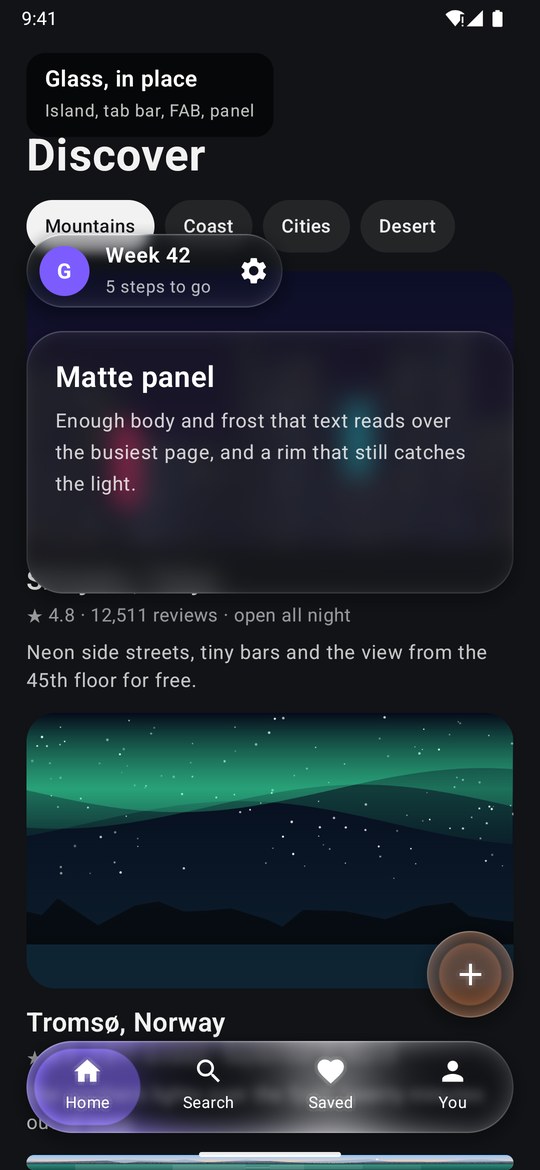 9:41
Glass, in place
Island, tab bar, FAB, panel
Discover
Mountains
Coast
Cities
Desert
G
Week 42
5 steps to go
Matte panel
Enough body and frost that text reads over
the busiest page, and a rim that still catches
the light.
★ 4.8 · 12,511 reviews · open all night
Neon side streets, tiny bars and the view from the
45th floor for free.
Tromsø, Norway
Home
Search
Saved
You